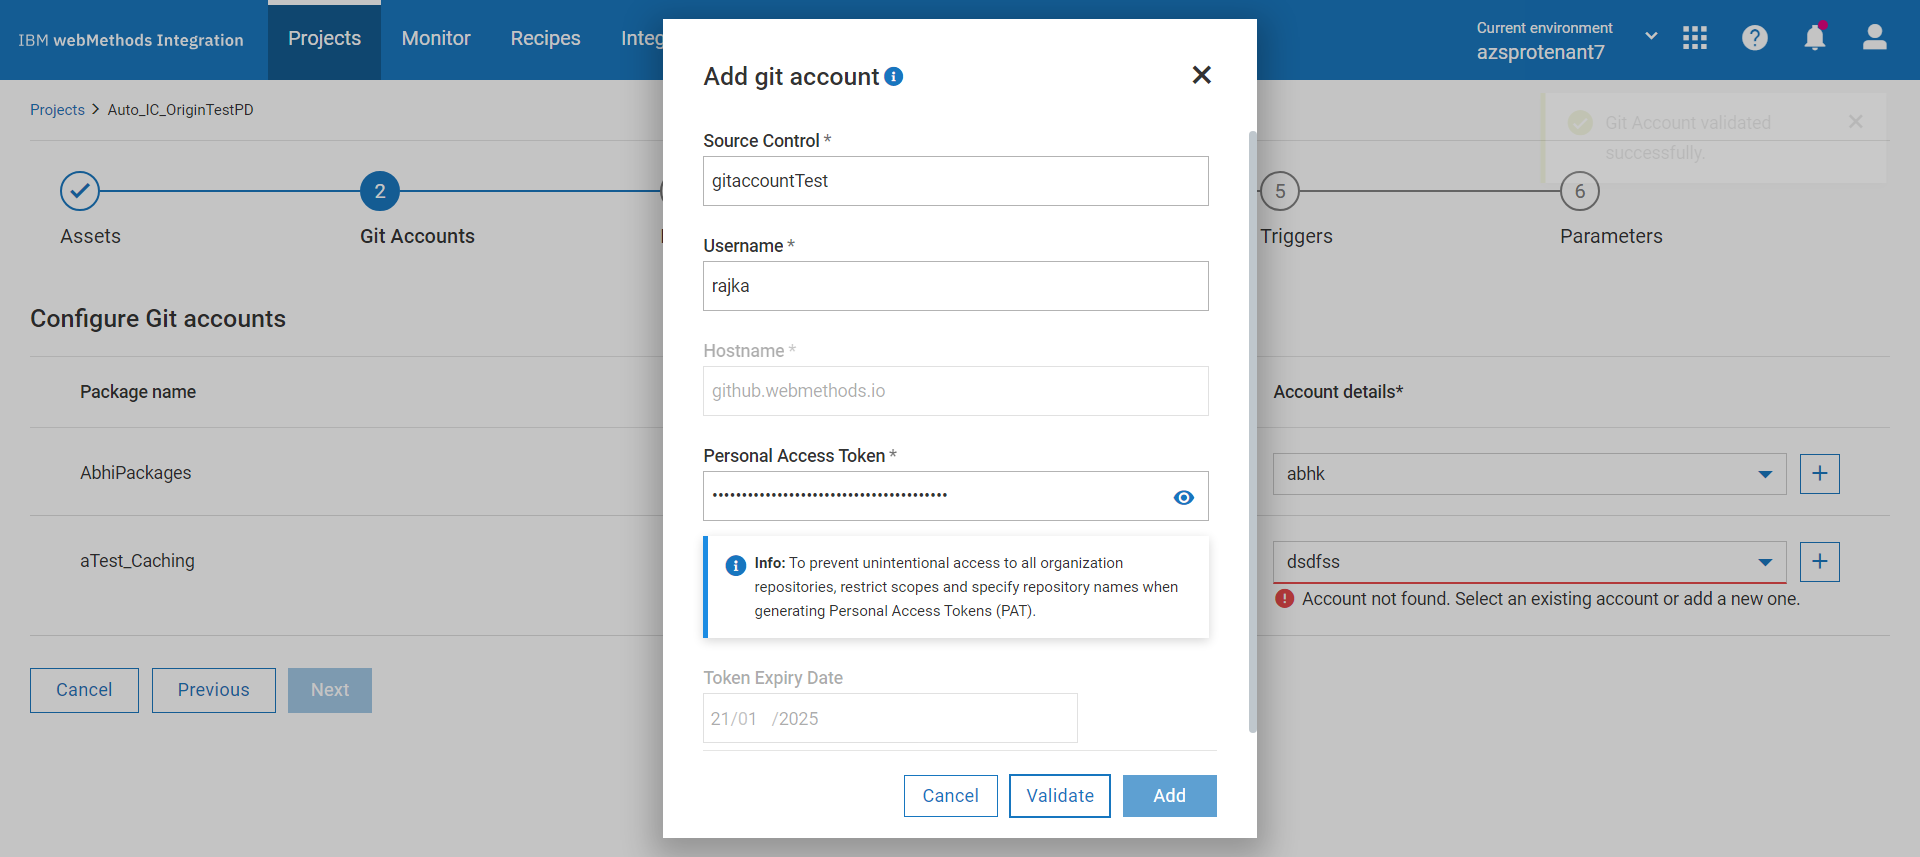 IBM webMethods Integration
Projects
Monitor
Recipes
Integ
Current environment
azsprotenant7
Projects > Auto_IC_OriginTestPD
Git Account validated
successfully.
2
5
6
Assets
Git Accounts
Triggers
Parameters
Configure Git accounts
Package name
Account details*
AbhiPackages
abhk
aTest_Caching
dsdfss
Account not found. Select an existing account or add a new one.
Cancel
Previous
Next
Add git account
Source Control *
gitaccountTest
Username *
rajka
Hostname *
github.webmethods.io
Personal Access Token *
••••••••••••••••••••••••••••••••••••••••
Info: To prevent unintentional access to all organization
repositories, restrict scopes and specify repository names when
generating Personal Access Tokens (PAT).
Token Expiry Date
21/01 /2025
Cancel
Validate
Add